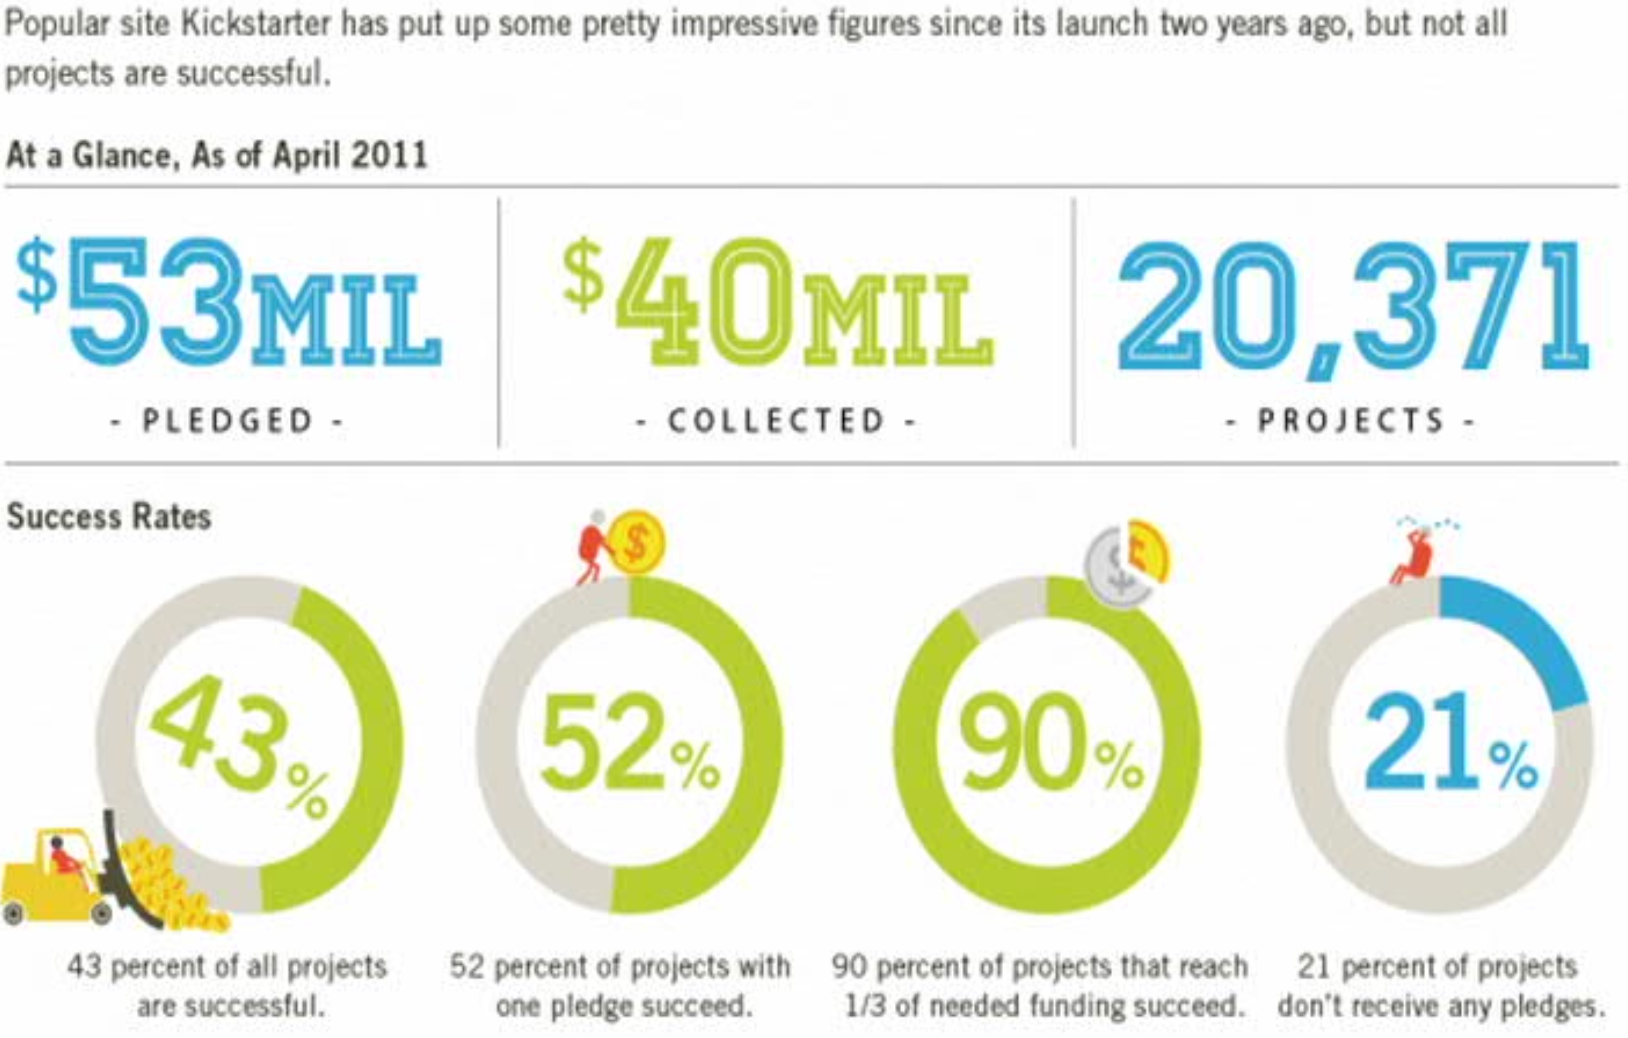 Popular site Kickstarter has put up some pretty impressive figures since its launch two years ago, but not all
projects are successful.
At a Glance, As of April 2011
$53MIL
- PLEDGED -
$40MIL
- COLLECTED -
20,371
- PROJECTS -
Success Rates
43%
43 percent of all projects
are successful.
$
52%
52 percent of projects with
one pledge succeed.
$
90%
90 percent of projects that reach
1/3 of needed funding succeed.
21%
21 percent of projects
don't receive any pledges.